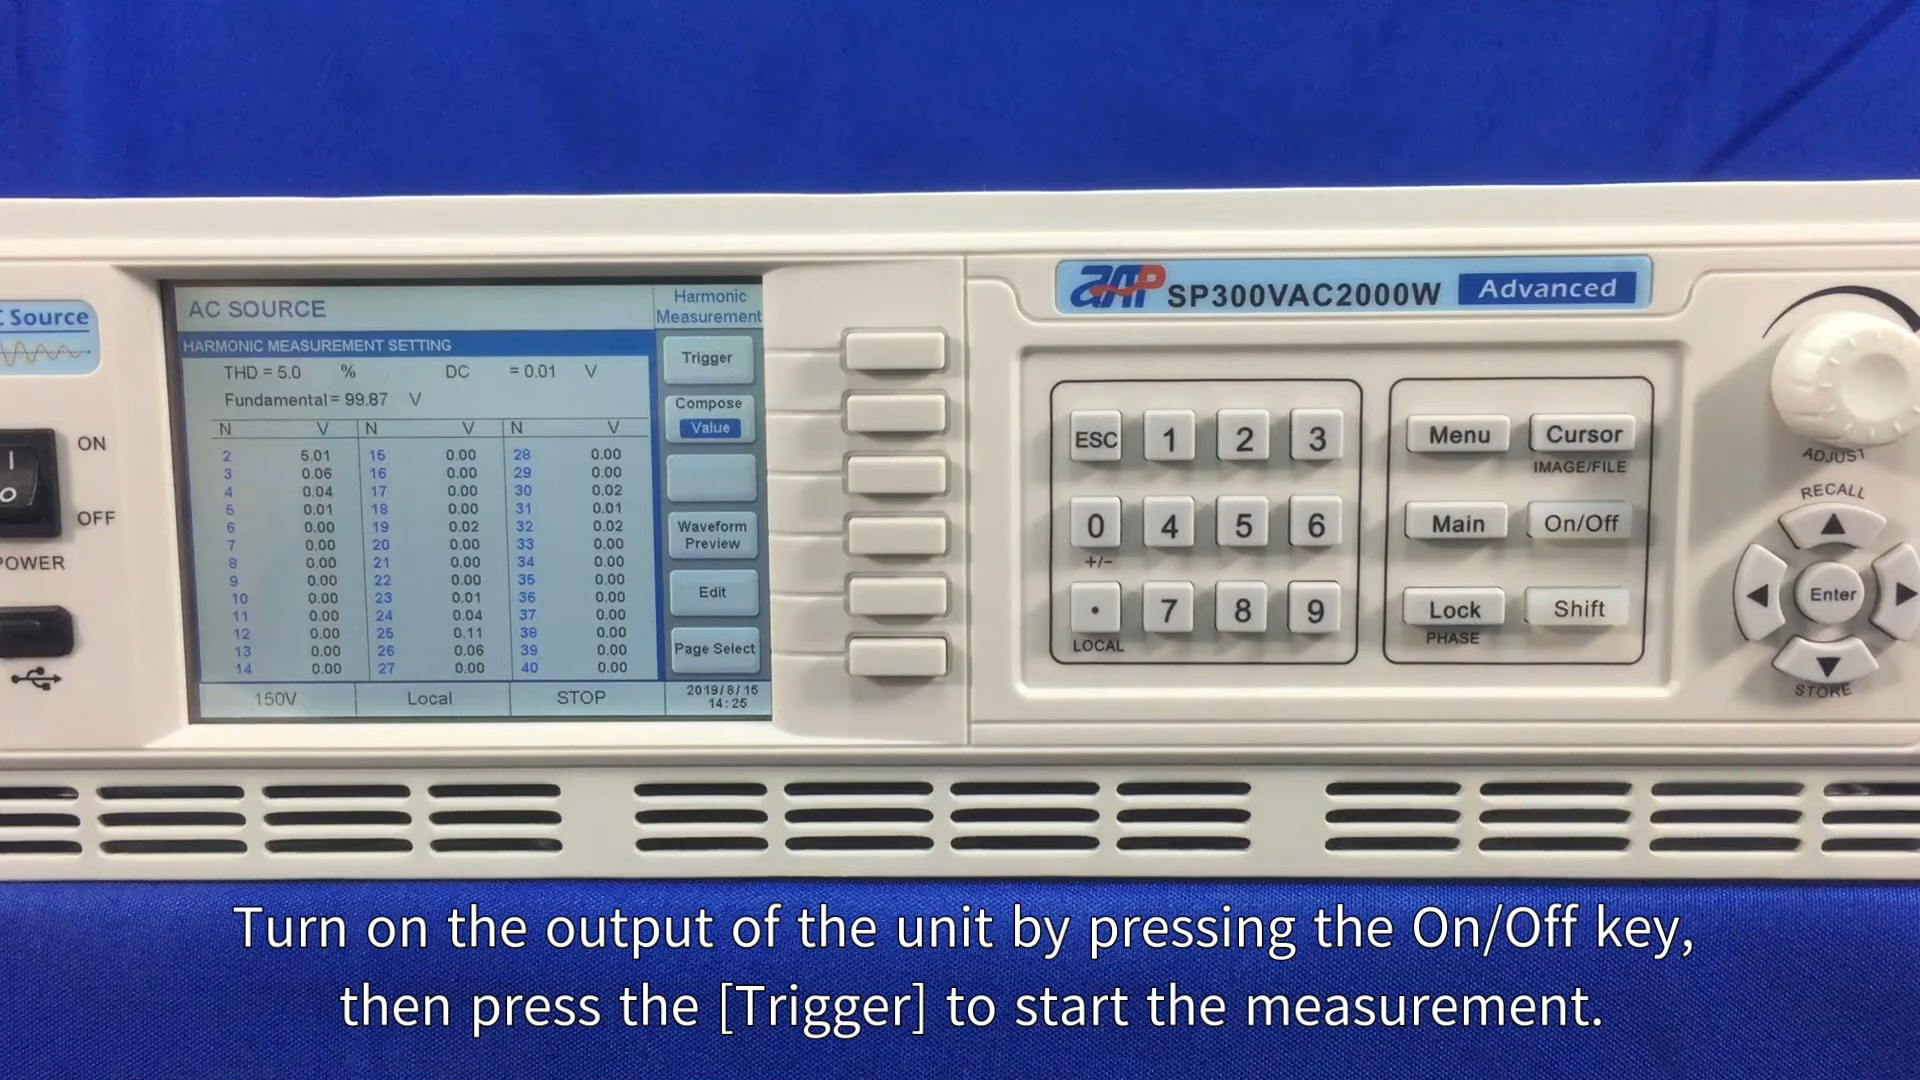 C Source
ON
OFF
POWER
AC SOURCE
Harmonic
Measurement
HARMONIC MEASUREMENT SETTING
THD = 5.0 % DC = 0.01 V
Fundamental = 99.87 V
N V N V N V
2 5.01 15 0.00 28 0.00
3 0.06 16 0.00 29 0.00
4 0.04 17 0.00 30 0.02
5 0.01 18 0.00 31 0.01
6 0.00 19 0.02 32 0.02
7 0.00 20 0.00 33 0.00
8 0.00 21 0.00 34 0.00
9 0.00 22 0.00 35 0.00
10 0.00 23 0.01 36 0.00
11 0.00 24 0.04 37 0.00
12 0.00 25 0.11 38 0.00
13 0.00 26 0.06 39 0.00
14 0.00 27 0.00 40 0.00
Trigger
Compose
Value
Waveform
Preview
Edit
Page Select
150V Local STOP
2019/8/15
14:25
SP300VAC2000W Advanced
ESC 1 2 3
0 4 5 6
+/-
. 7 8 9
LOCAL
Menu Cursor
IMAGE/FILE
Main On/Off
Lock Shift
PHASE
ADJUST
RECALL
Enter
STORE
Turn on the output of the unit by pressing the On/Off key,
then press the [Trigger] to start the measurement.